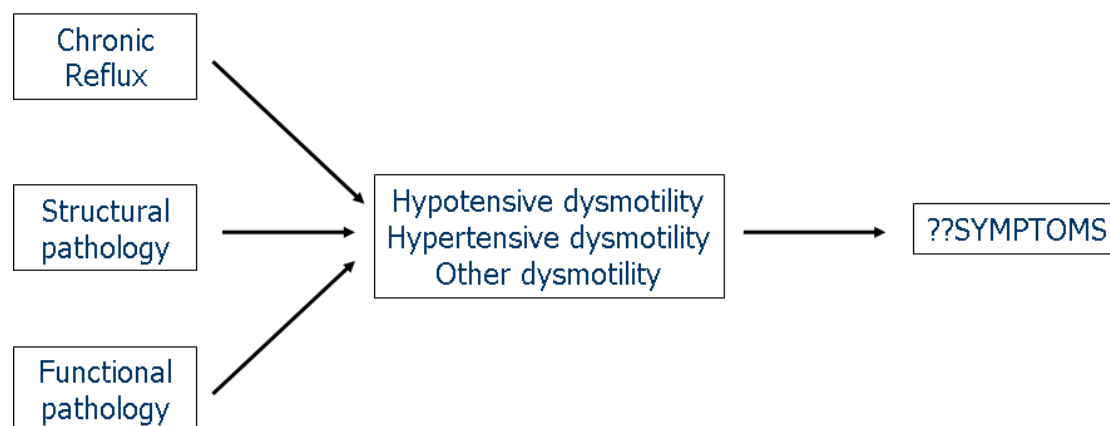 Chronic
Reflux
Structural
pathology
Functional
pathology
Hypotensive dysmotility
Hypertensive dysmotility
Other dysmotility
??SYMPTOMS